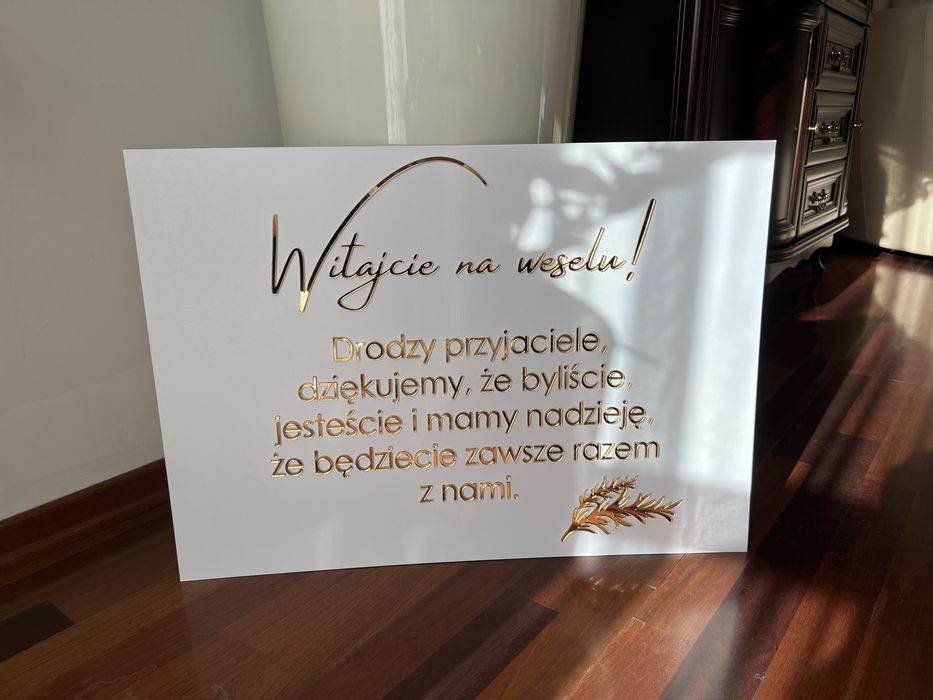 Witajcie na weselu!
Drodzy przyjaciele,
dziękujemy, że byliście,
jesteście i mamy nadzieję,
że będziecie zawsze razem
z nami.